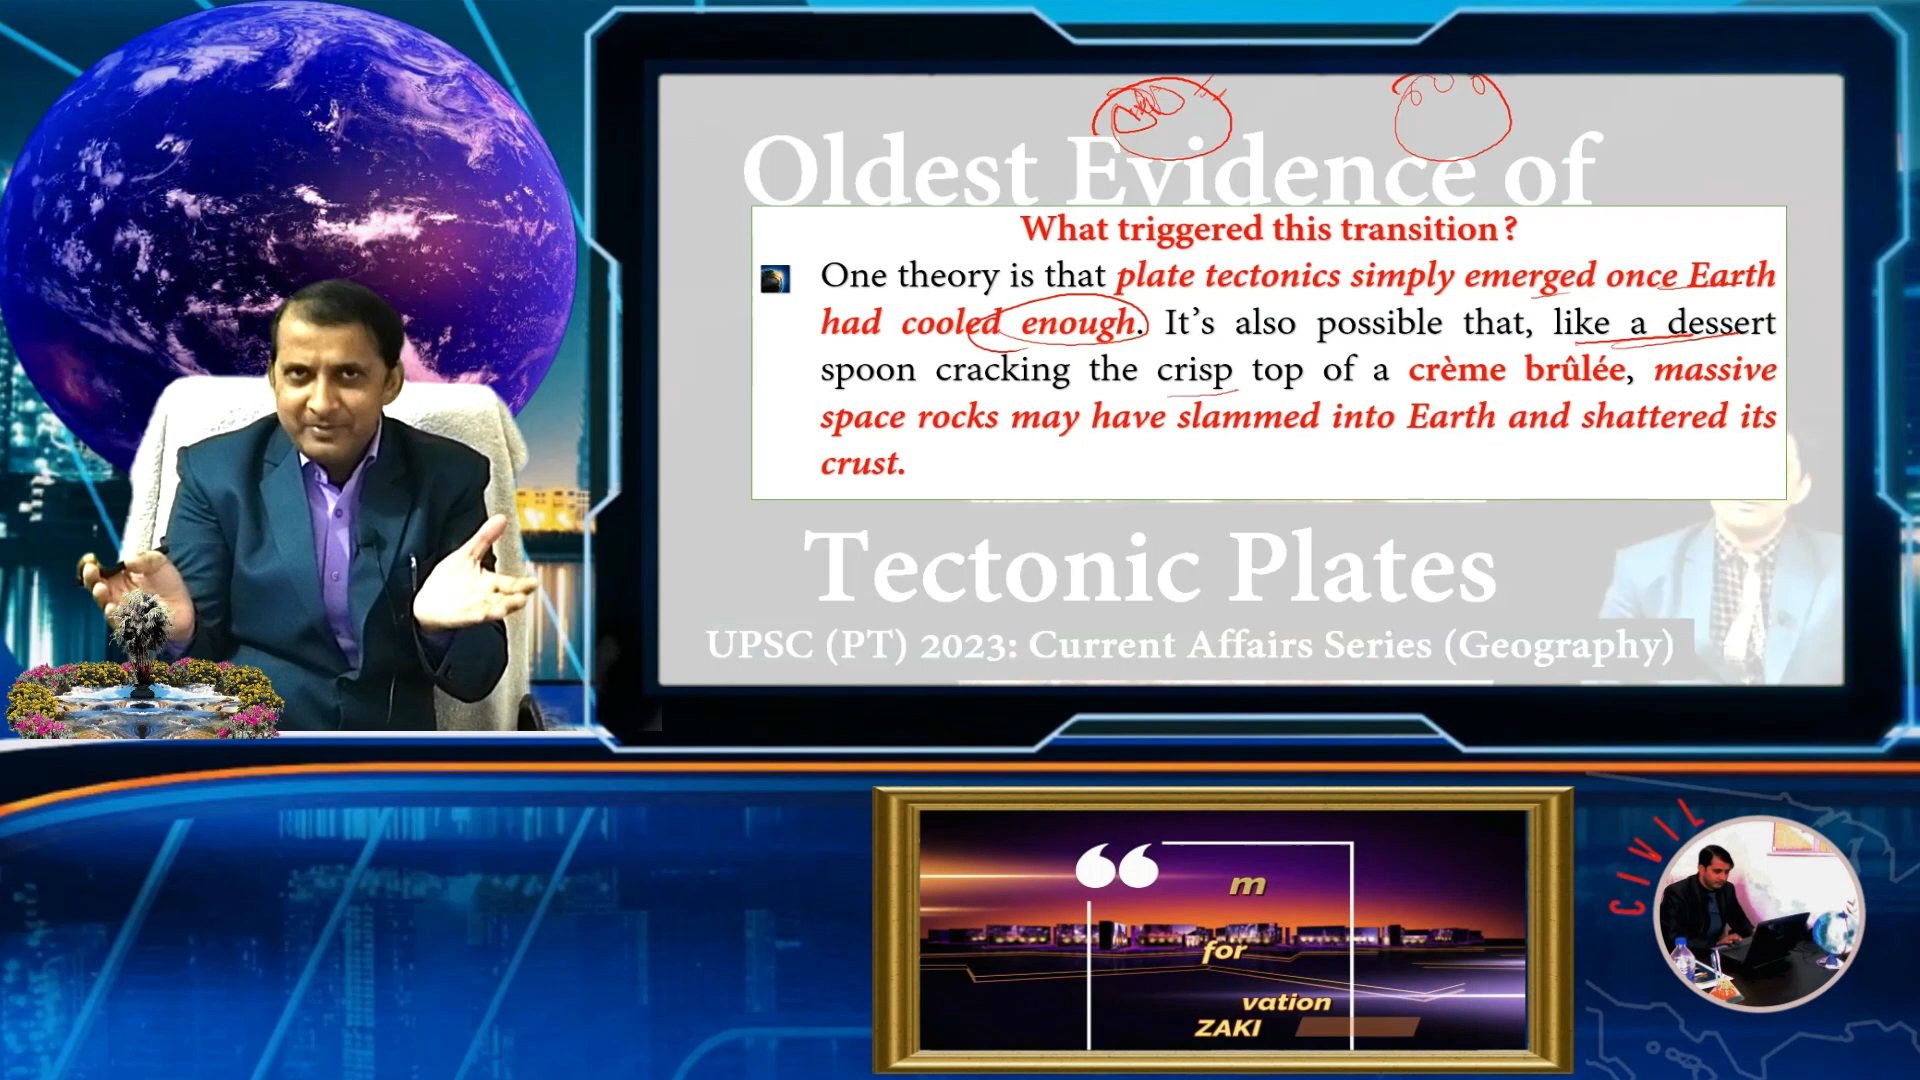 Oldest Evidence of
What triggered this transition?
One theory is that plate tectonics simply emerged once Earth
had cooled enough. It’s also possible that, like a dessert
spoon cracking the crisp top of a crème brûlée, massive
space rocks may have slammed into Earth and shattered its
crust.
Tectonic Plates
UPSC (PT) 2023: Current Affairs Series (Geography)
m
for
vation
ZAKI
CIVIL